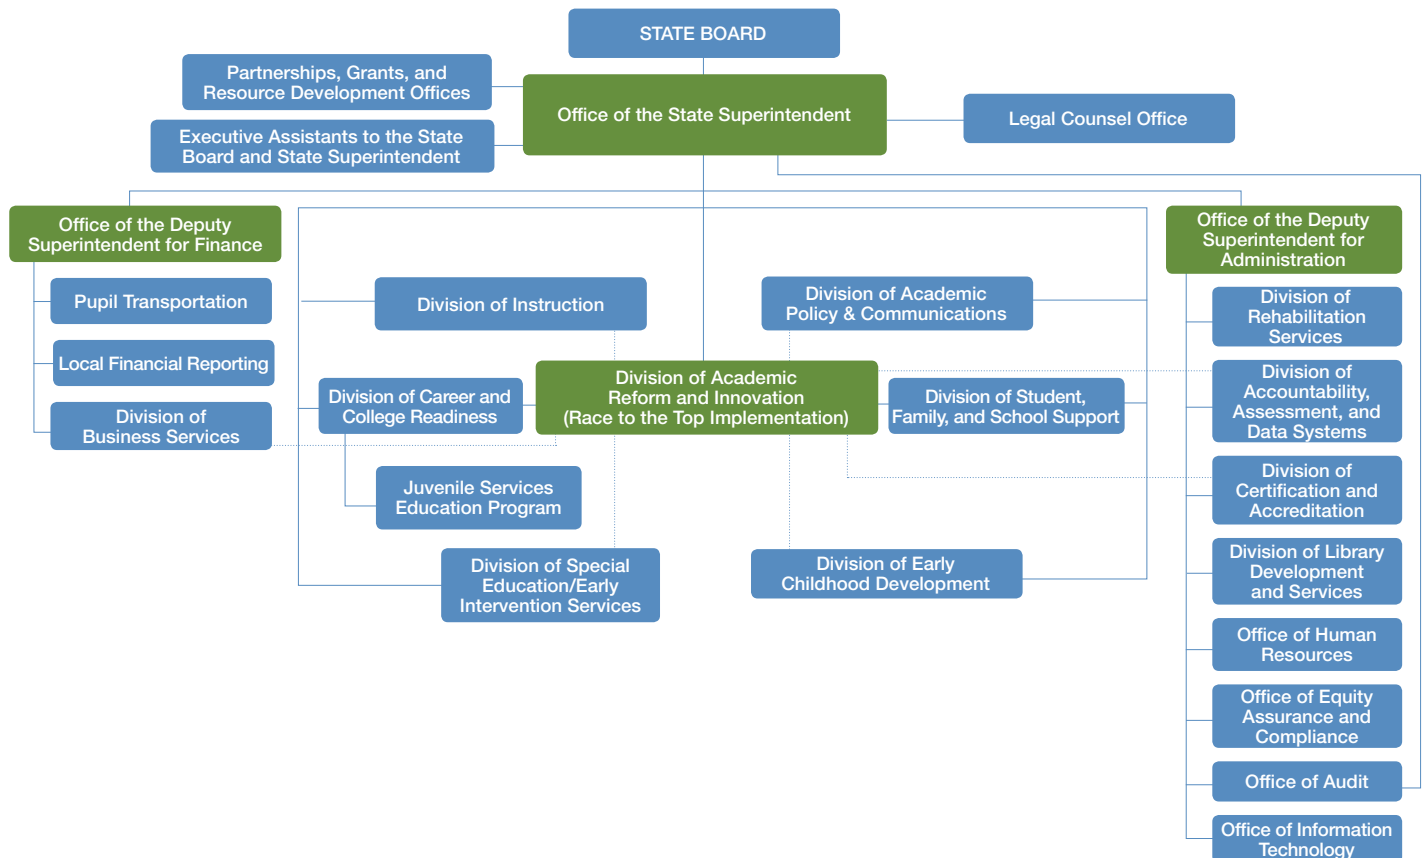 STATE BOARD
Partnerships, Grants, and
Resource Development Offices
Office of the State Superintendent
Legal Counsel Office
Executive Assistants to the State
Board and State Superintendent
Office of the Deputy
Superintendent for Finance
Pupil Transportation
Local Financial Reporting
Division of
Business Services
Division of Instruction
Division of Academic
Policy & Communications
Division of Career and
College Readiness
Division of Academic
Reform and Innovation
(Race to the Top Implementation)
Division of Student,
Family, and School Support
Juvenile Services
Education Program
Division of Special
Education/Early
Intervention Services
Division of Early
Childhood Development
Office of the Deputy
Superintendent for
Administration
Division of
Rehabilitation
Services
Division of
Accountability,
Assessment, and
Data Systems
Division of
Certification and
Accreditation
Division of Library
Development
and Services
Office of Human
Resources
Office of Equity
Assurance and
Compliance
Office of Audit
Office of Information
Technology